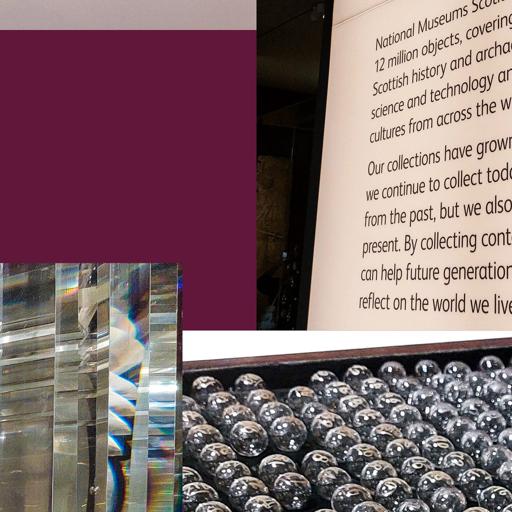 National Museums Scot
12 million objects, covering
Scottish history and archa
science and technology an
cultures from across the w
Our collections have grown
we continue to collect toda
from the past, but we also
present. By collecting cont
can help future generation
reflect on the world we live